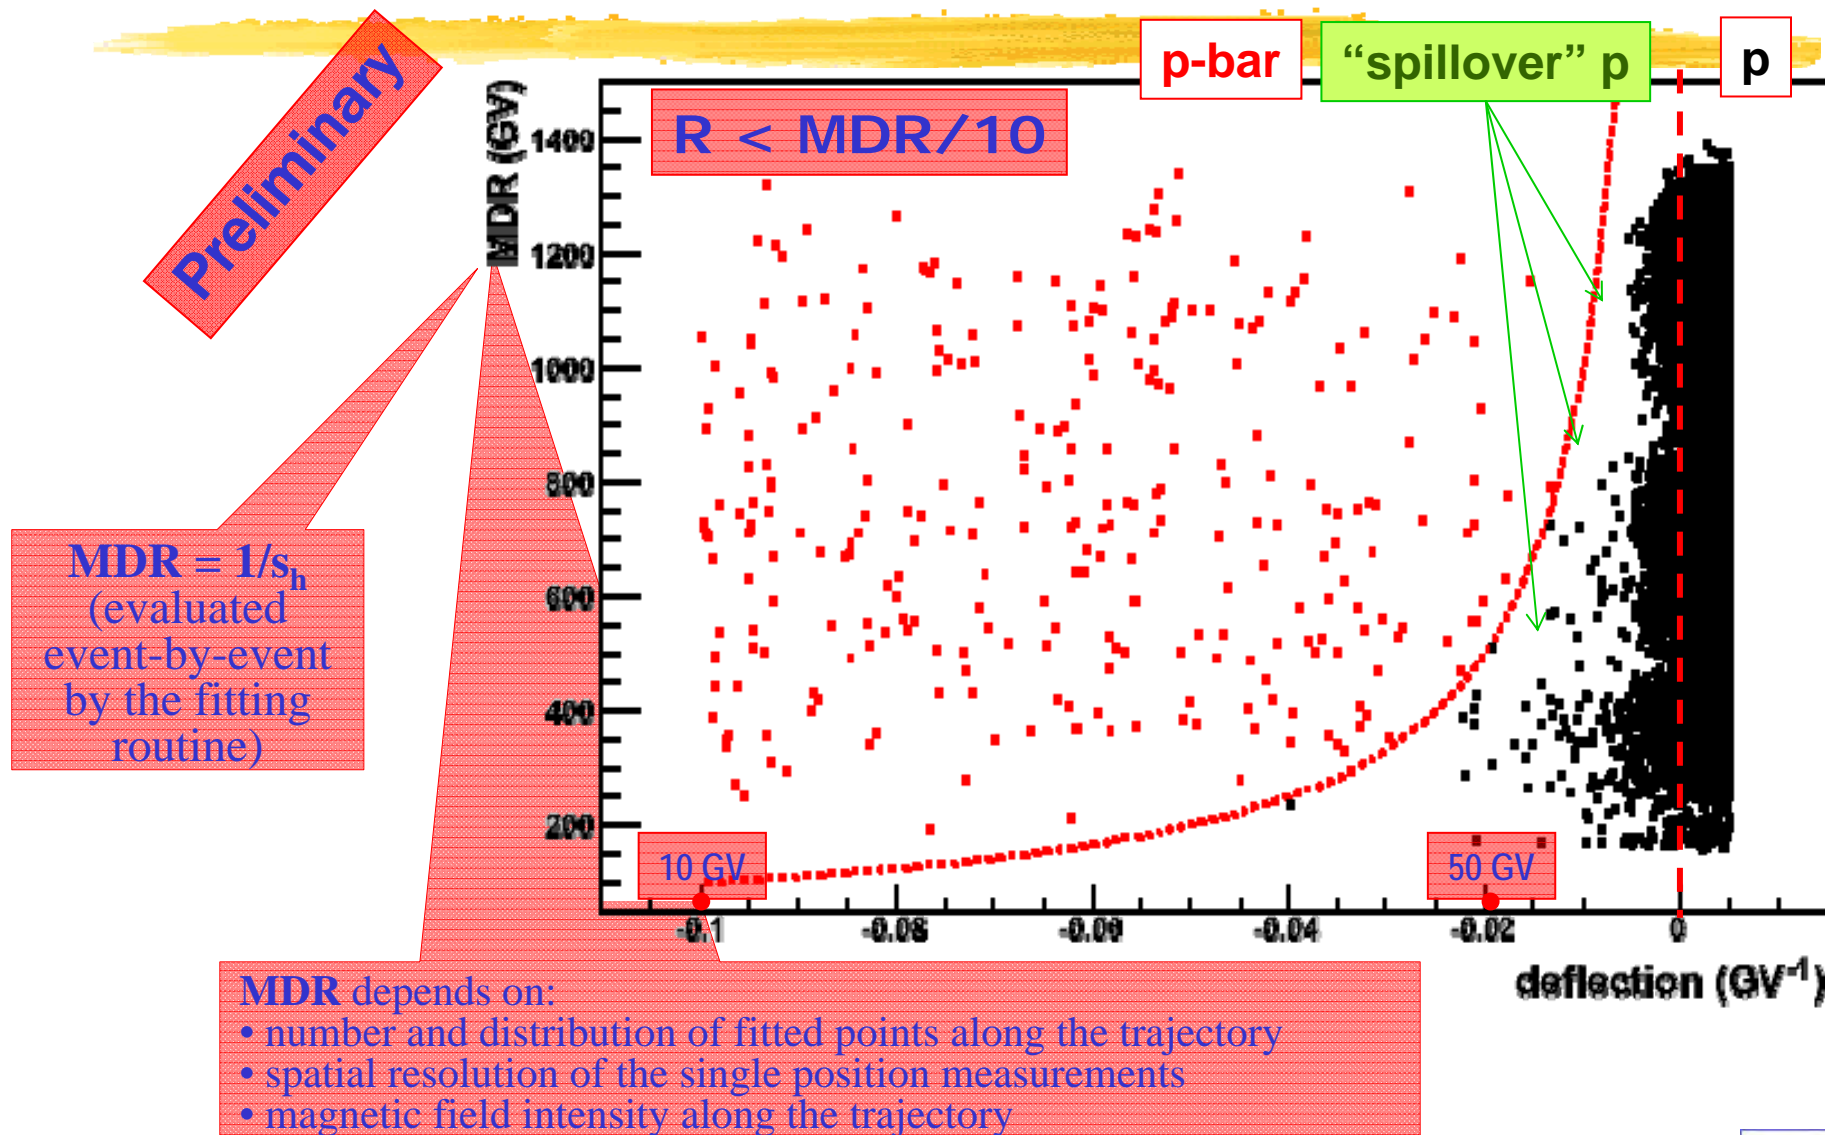 Preliminary
p-bar
“spillover” p
p
R < MDR/10
MDR (GV)
1400
1200
1000
800
600
400
200
10 GV
50 GV
-0.1
-0.08
-0.06
-0.04
-0.02
0
deflection (GV-1)
MDR = 1/sh
(evaluated
event-by-event
by the fitting
routine)
MDR depends on:
• number and distribution of fitted points along the trajectory
• spatial resolution of the single position measurements
• magnetic field intensity along the trajectory